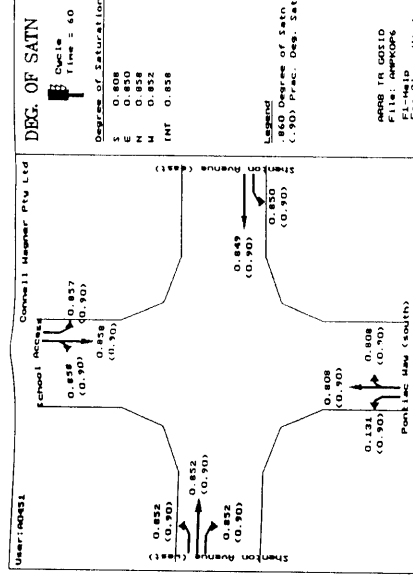 User:A0451
Connell Wagner Pty Ltd
School Access
0.858
(0.90)
0.857
(0.90)
0.858
(0.90)
0.852
(0.90)
0.852
(0.90)
0.852
(0.90)
Shenton Avenue (east)
Shenton Avenue (East)
0.849
(0.90)
0.850
(0.90)
0.808
(0.90)
0.131
(0.90)
0.808
(0.90)
Pontiac Way (south)
DEG. OF SATN
Cycle
Time = 60
Degree of Saturation
S 0.808
E 0.850
N 0.858
W 0.852
INT 0.858
Legend
.860 Degree of Satn
(.90) Prac. Deg. Sat
ARRB TR GOSID
File: AMPKOP6
F1-Help